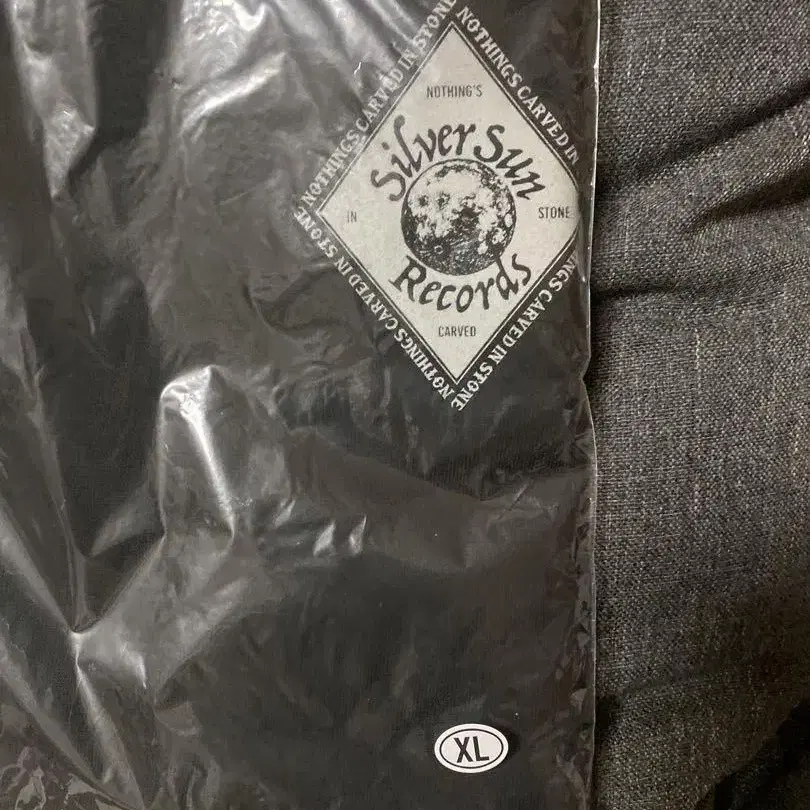 NOTHINGS CARVED IN STONE
NOTHINGS CARVED IN
NOTHING'S
Silver Sun
IN
STONE
Records
CARVED
NOTHINGS CARVED IN STONE
NGS CARVED IN STONE
XL